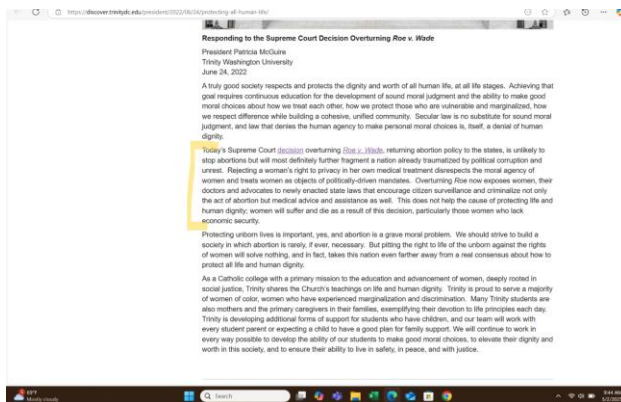 https://discover.trinitydc.edu/president/2022/06/24/protecting-all-human-life/
Responding to the Supreme Court Decision Overturning Roe v. Wade
President Patricia McGuire
Trinity Washington University
June 24, 2022
A truly good society respects and protects the dignity and worth of all human life, at all life stages. Achieving that
goal requires continuous education for the development of sound moral judgment and the ability to make good
moral choices about how we treat each other, how we protect those who are vulnerable and marginalized, how
we respect difference while building a cohesive, unified community. Secular law is no substitute for sound moral
judgment, and law that denies the human agency to make personal moral choices is, itself, a denial of human
dignity.
Today's Supreme Court decision overturning Roe v. Wade, returning abortion policy to the states, is unlikely to
stop abortions but will most definitely further fragment a nation already traumatized by political corruption and
unrest. Rejecting a woman's right to privacy in her own medical treatment disrespects the moral agency of
women and treats women as objects of politically-driven mandates. Overturning Roe now exposes women, their
doctors and advocates to newly enacted state laws that encourage citizen surveillance and criminalize not only
the act of abortion but medical advice and assistance as well. This does not help the cause of protecting life and
human dignity; women will suffer and die as a result of this decision, particularly those women who lack
economic security.
Protecting unborn lives is important, yes, and abortion is a grave moral problem. We should strive to build a
society in which abortion is rarely, if ever, necessary. But pitting the right to life of the unborn against the rights
of women will solve nothing, and in fact, takes this nation even farther away from a real consensus about how to
protect all life and human dignity.
As a Catholic college with a primary mission to the education and advancement of women, deeply rooted in
social justice, Trinity shares the Church's teachings on life and human dignity. Trinity is proud to serve a majority
of women of color, women who have experienced marginalization and discrimination. Many Trinity students are
also mothers and the primary caregivers in their families, exemplifying their devotion to life principles each day.
Trinity is developing additional forms of support for students who have children, and our team will work with
every student parent or expecting a child to have a good plan for family support. We will continue to work in
every way possible to develop the ability of our students to make good moral choices, to elevate their dignity and
worth in this society, and to ensure their ability to live in safety, in peace, and with justice.
Mostly cloudy
Search
9:44 AM
5/2/2025